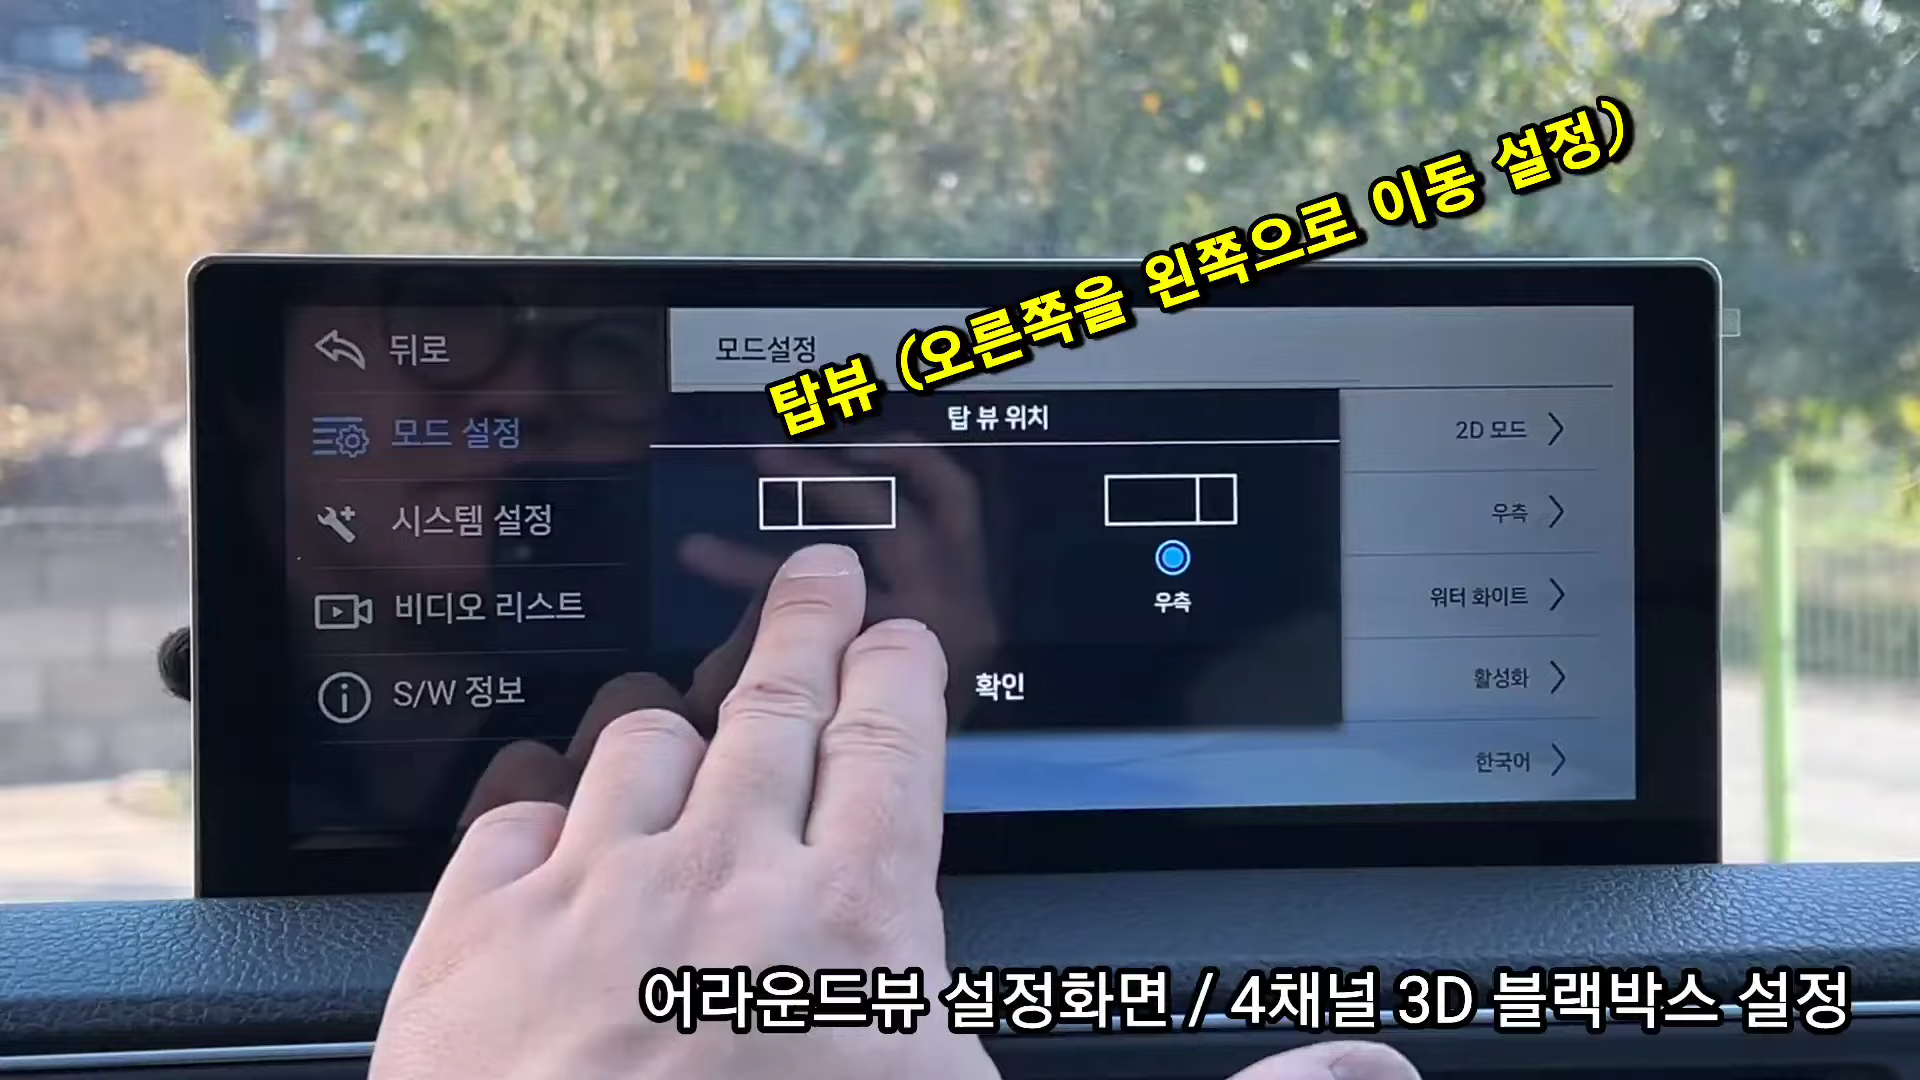 탑뷰 (오른쪽을 왼쪽으로 이동 설정)
뒤로
모드설정
모드 설정
탑 뷰 위치
2D 모드
시스템 설정
우측
우측
비디오 리스트
워터 화이트
S/W 정보
확인
활성화
한국어
어라운드뷰 설정화면 / 4채널 3D 블랙박스 설정